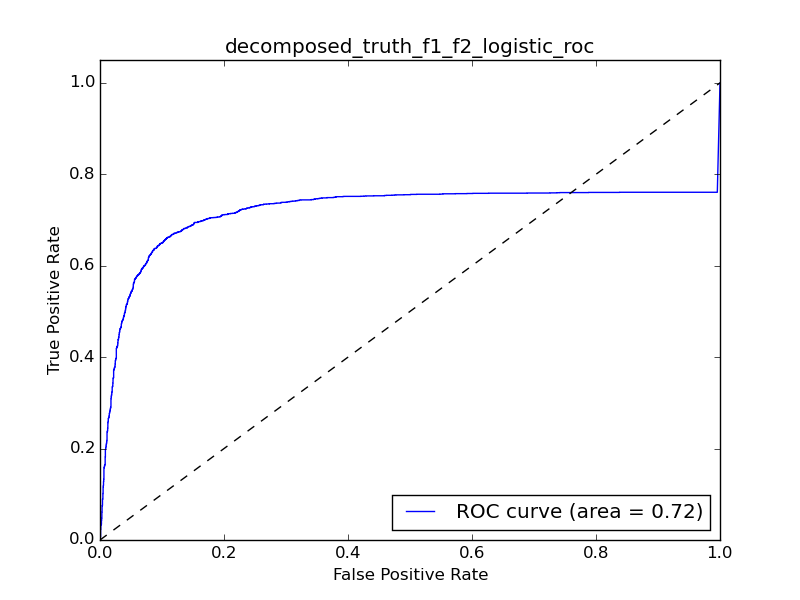 decomposed_truth_f1_f2_logistic_roc
1.0
0.8
0.6
0.4
0.2
0.0
True Positive Rate
ROC curve (area = 0.72)
0.0 0.2 0.4 0.6 0.8 1.0
False Positive Rate